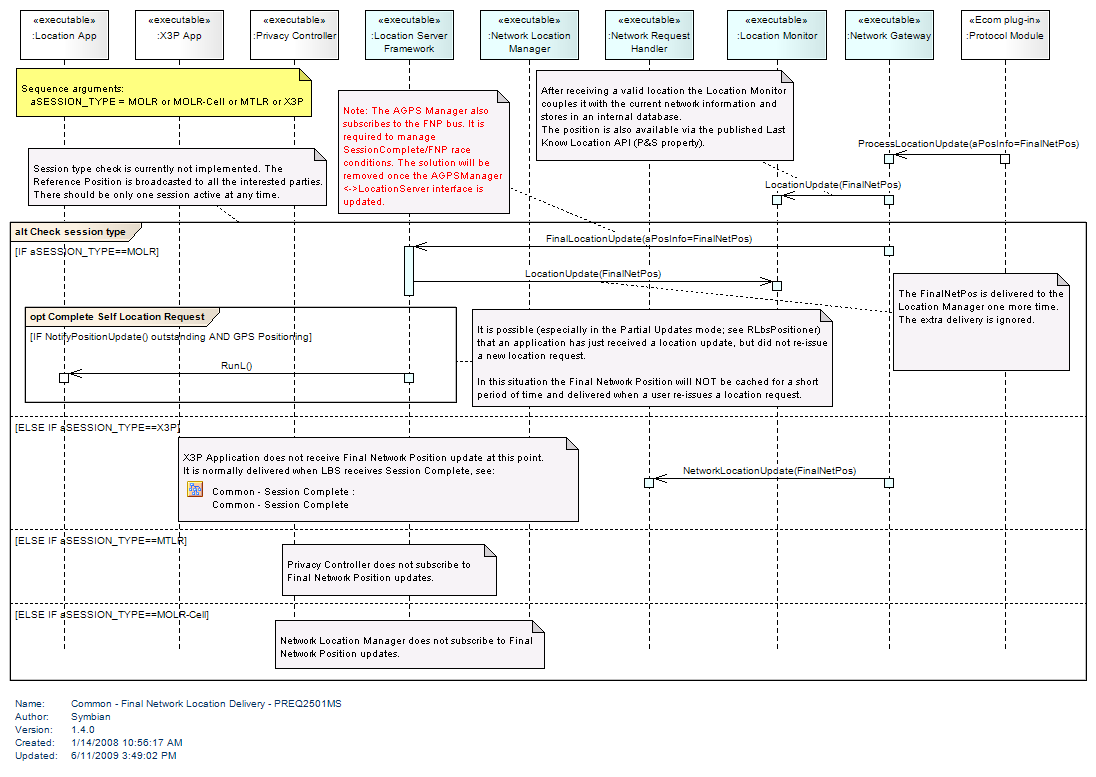 «executable»
:Location App
«executable»
:X3P App
«executable»
:Privacy Controller
«executable»
:Location Server
Framework
«executable»
:Network Location
Manager
«executable»
:Network Request
Handler
«executable»
:Location Monitor
«executable»
:Network Gateway
«Ecom plug-in»
:Protocol Module
Sequence arguments:
aSESSION_TYPE = MOLR or MOLR-Cell or MTLR or X3P
Note: The AGPS Manager also
subscribes to the FNP bus. It is
required to manage
SessionComplete/FNP race
conditions. The solution will be
removed once the AGPSManager
<->LocationServer interface is
updated.
After receiving a valid location the Location Monitor
couples it with the current network information and
stores in an internal database.
The position is also available via the published Last
Know Location API (P&S property).
ProcessLocationUpdate(aPosInfo=FinalNetPos)
Session type check is currently not implemented. The
Reference Position is broadcasted to all the interested parties.
There should be only one session active at any time.
LocationUpdate(FinalNetPos)
alt Check session type
[IF aSESSION_TYPE==MOLR]
FinalLocationUpdate(aPosInfo=FinalNetPos)
LocationUpdate(FinalNetPos)
The FinalNetPos is delivered to the
Location Manager one more time.
The extra delivery is ignored.
opt Complete Self Location Request
[IF NotifyPositionUpdate() outstanding AND GPS Positioning]
RunL()
It is possible (especially in the Partial Updates mode; see RLbsPositioner)
that an application has just received a location update, but did not re-issue
a new location request.
In this situation the Final Network Position will NOT be cached for a short
period of time and delivered when a user re-issues a location request.
[ELSE IF aSESSION_TYPE==X3P]
X3P Application does not receive Final Network Position update at this point.
It is normally delivered when LBS receives Session Complete, see:
Common - Session Complete :
Common - Session Complete
NetworkLocationUpdate(FinalNetPos)
[ELSE IF aSESSION_TYPE==MTLR]
Privacy Controller does not subscribe to
Final Network Position updates.
[ELSE IF aSESSION_TYPE==MOLR-Cell]
Network Location Manager does not subscribe to Final
Network Position updates.
Name: Common - Final Network Location Delivery - PREQ2501MS
Author: Symbian
Version: 1.4.0
Created: 1/14/2008 10:56:17 AM
Updated: 6/11/2009 3:49:02 PM